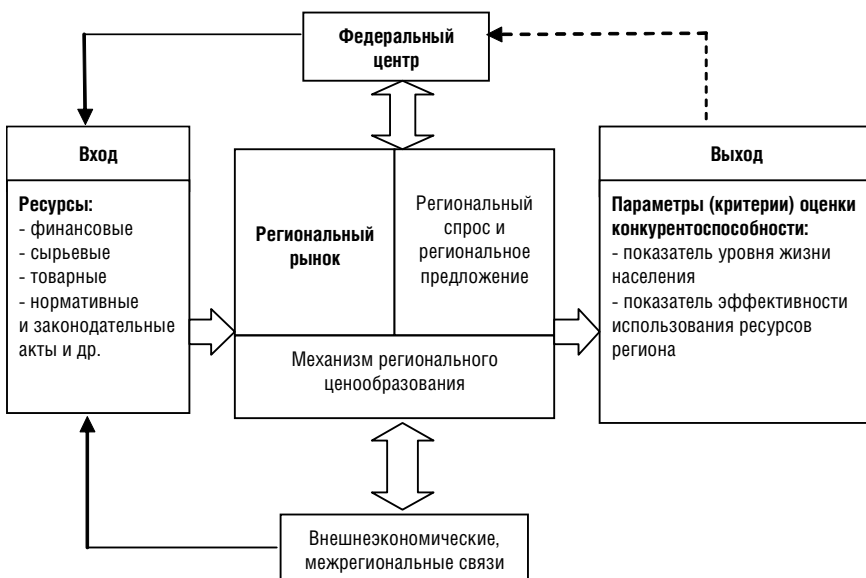 Федеральный
центр
Вход
Ресурсы:
- финансовые
- сырьевые
- товарные
- нормативные
и законодательные
акты и др.
Региональный
рынок
Региональный
спрос и
региональное
предложение
Механизм регионального
ценообразования
Выход
Параметры (критерии) оценки
конкурентоспособности:
- показатель уровня жизни
населения
- показатель эффективности
использования ресурсов
региона
Внешнеэкономические,
межрегиональные связи